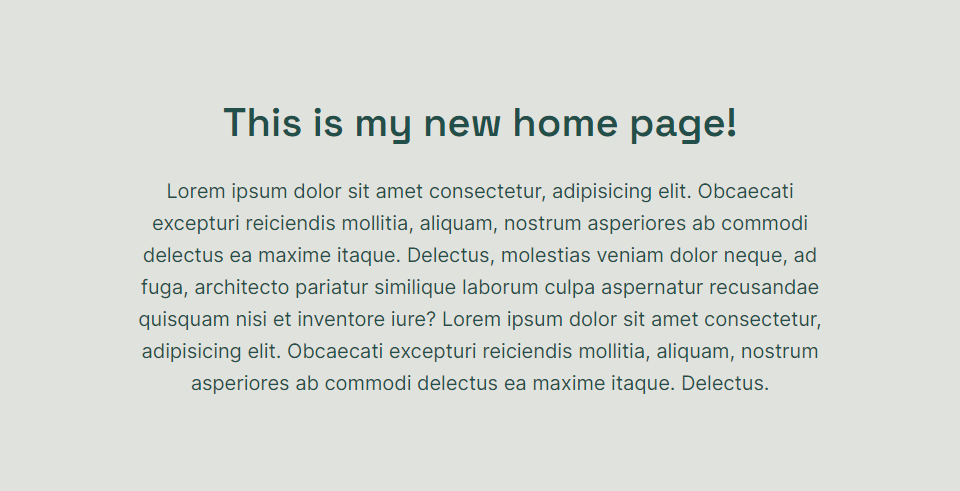 This is my new home page!
Lorem ipsum dolor sit amet consectetur, adipisicing elit. Obcaecati
excepturi reiciendis mollitia, aliquam, nostrum asperiores ab commodi
delectus ea maxime itaque. Delectus, molestias veniam dolor neque, ad
fuga, architecto pariatur similique laborum culpa aspernatur recusandae
quisquam nisi et inventore iure? Lorem ipsum dolor sit amet consectetur,
adipisicing elit. Obcaecati excepturi reiciendis mollitia, aliquam, nostrum
asperiores ab commodi delectus ea maxime itaque. Delectus.